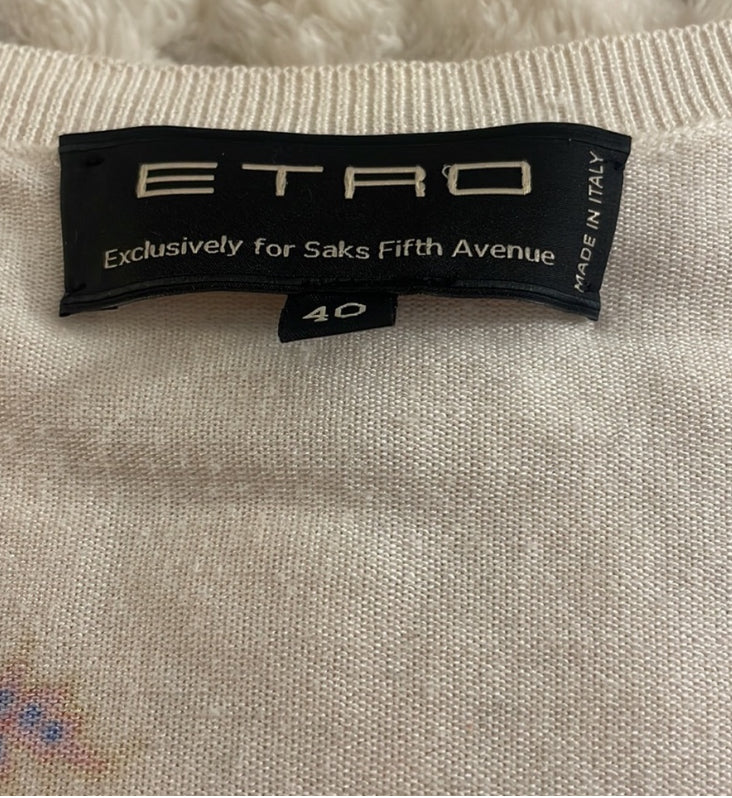 ETRO
Exclusively for Saks Fifth Avenue
MADE IN ITALY
40